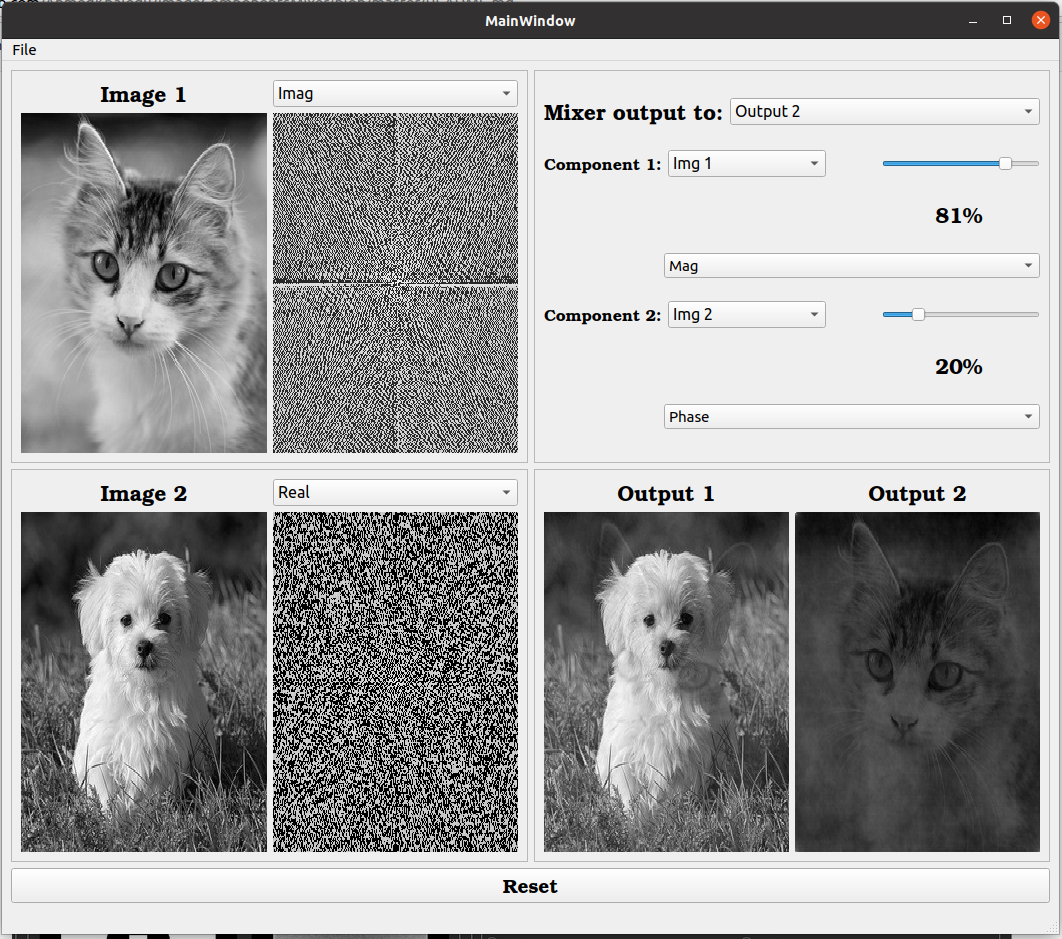 MainWindow
File
Image 1
Imag
Mixer output to:
Output 2
Component 1:
Img 1
81%
Mag
Component 2:
Img 2
20%
Phase
Image 2
Real
Output 1
Output 2
Reset